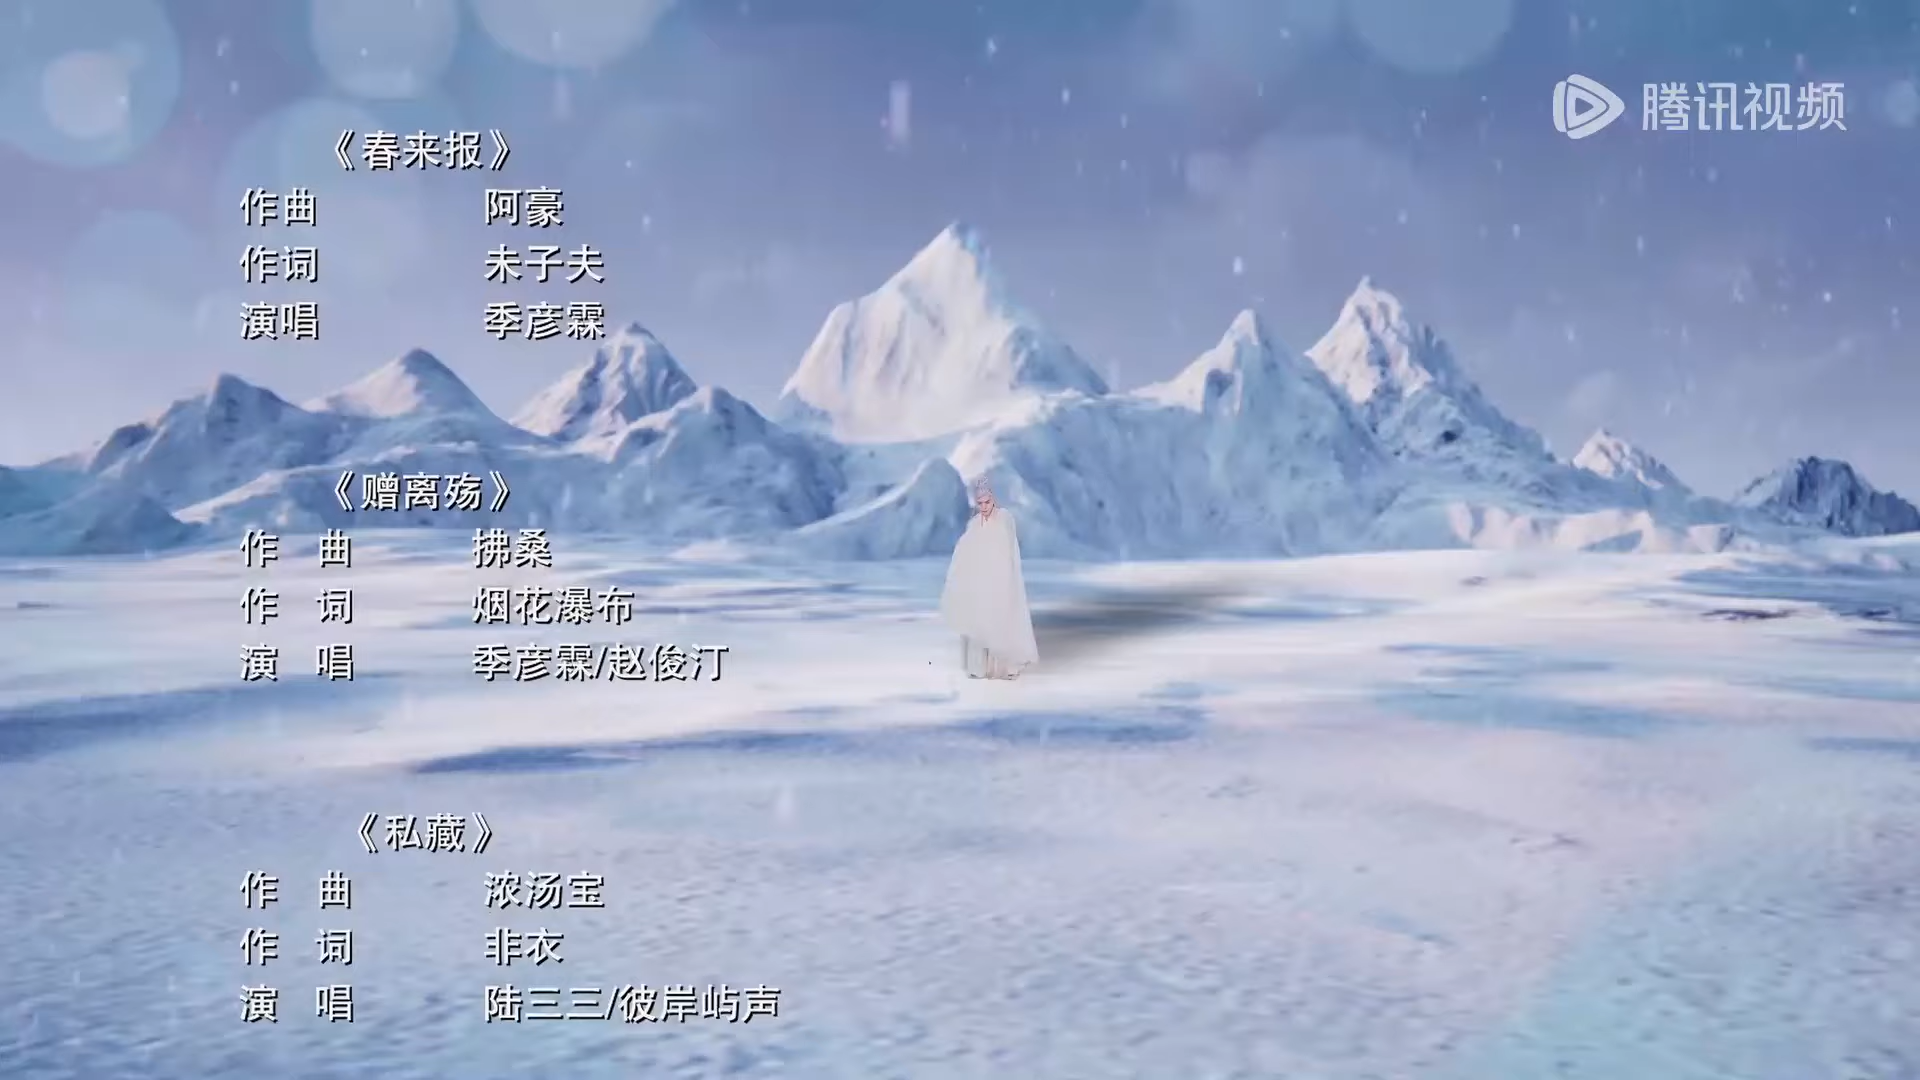 腾讯视频
《春来报》
作曲 阿豪
作词 未子夫
演唱 季彦霖
《赠离殇》
作 曲 拂桑
作 词 烟花瀑布
演 唱 季彦霖/赵俊汀
《私藏》
作 曲 浓汤宝
作 词 非衣
演 唱 陆三三/彼岸屿声